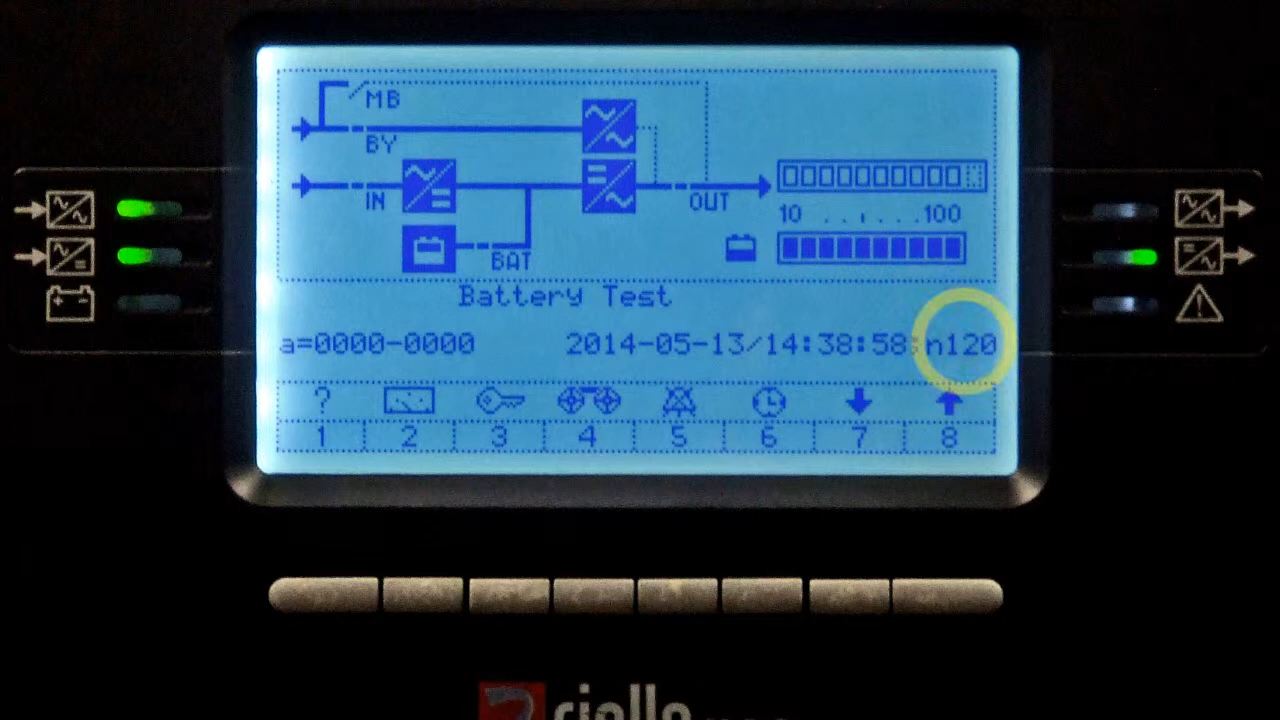 MB
BY
IN
OUT
10 ..ı...100
BAT
Battery Test
a=0000-0000 2014-05-13/14:38:58: n120
?
1 2 3 4 5 6 7 8
riello